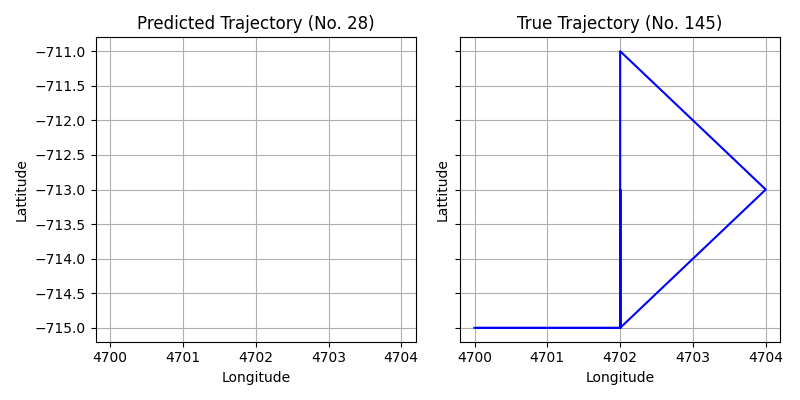 Predicted Trajectory (No. 28)
True Trajectory (No. 145)
−711.0
−711.5
−712.0
−712.5
−713.0
−713.5
−714.0
−714.5
−715.0
Lattitude
4700 4701 4702 4703 4704
Longitude
Lattitude
4700 4701 4702 4703 4704
Longitude